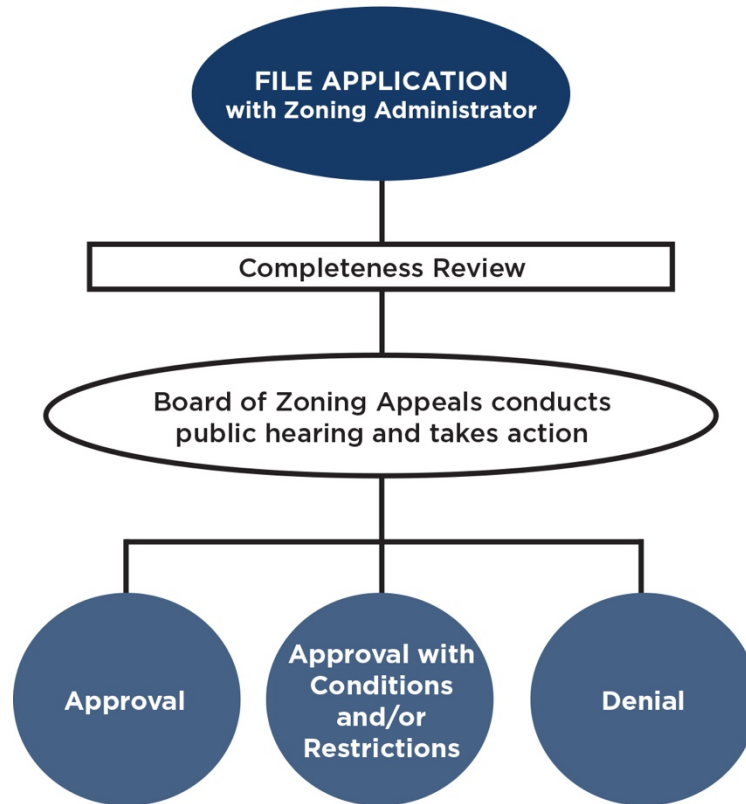 FILE APPLICATION
with Zoning Administrator
Completeness Review
Board of Zoning Appeals conducts
public hearing and takes action
Approval
Approval with
Conditions
and/or
Restrictions
Denial